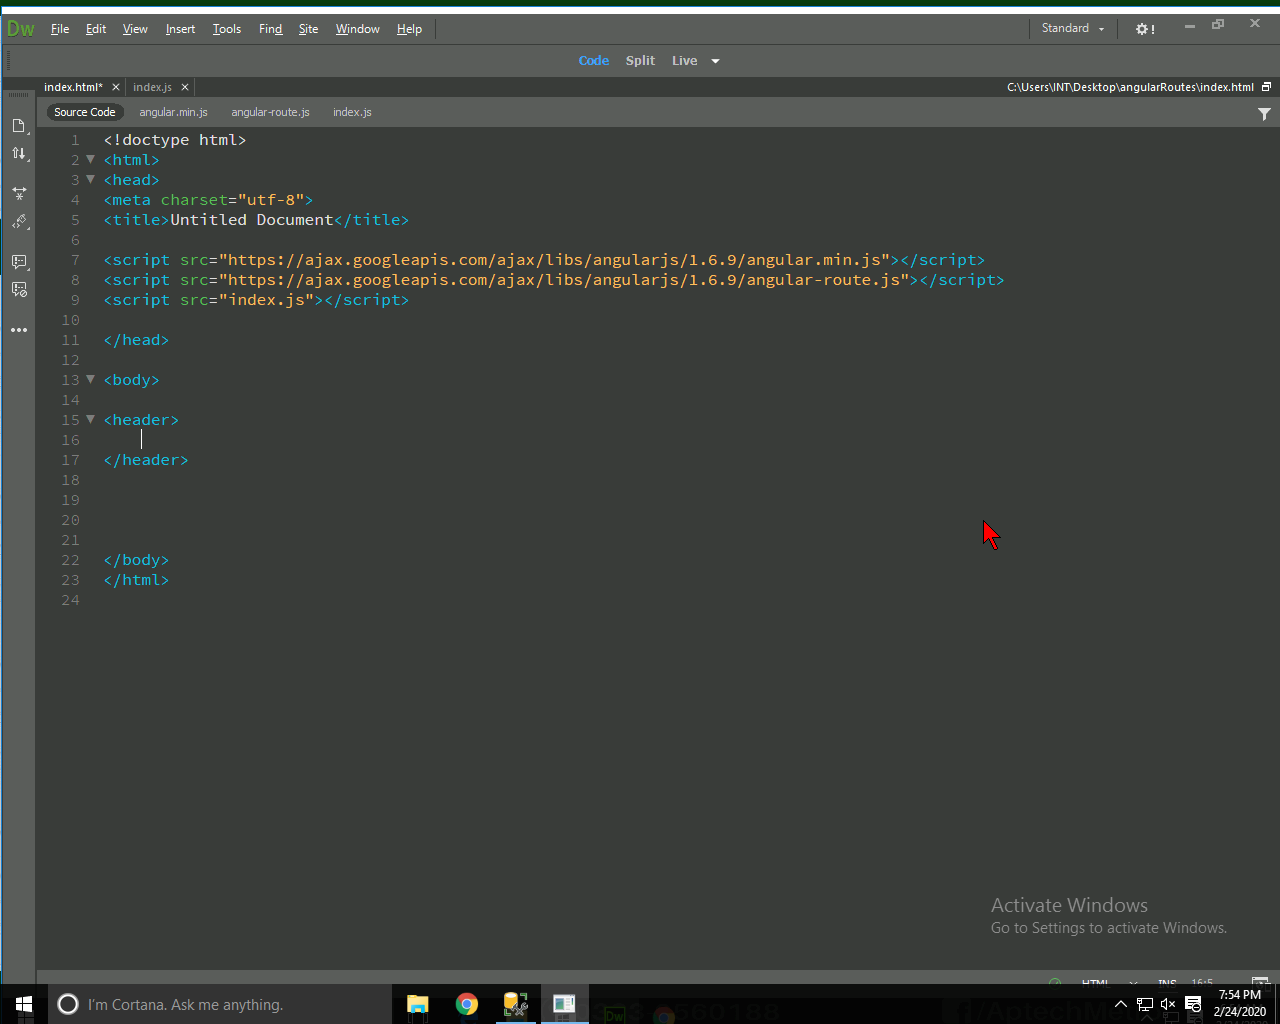 Dw File Edit View Insert Tools Find Site Window Help Standard
Code Split Live
index.html* index.js C:\Users\INT\Desktop\angularRoutes\index.html
Source Code angular.min.js angular-route.js index.js
1 <!doctype html>
2 <html>
3 <head>
4 <meta charset="utf-8">
5 <title>Untitled Document</title>
6
7 <script src="https://ajax.googleapis.com/ajax/libs/angularjs/1.6.9/angular.min.js"></script>
8 <script src="https://ajax.googleapis.com/ajax/libs/angularjs/1.6.9/angular-route.js"></script>
9 <script src="index.js"></script>
10
11 </head>
12
13 <body>
14
15 <header>
16
17 </header>
18
19
20
21
22 </body>
23 </html>
24
Activate Windows
Go to Settings to activate Windows.
HTML INS 16:5
I'm Cortana. Ask me anything.
7:54 PM
2/24/2020